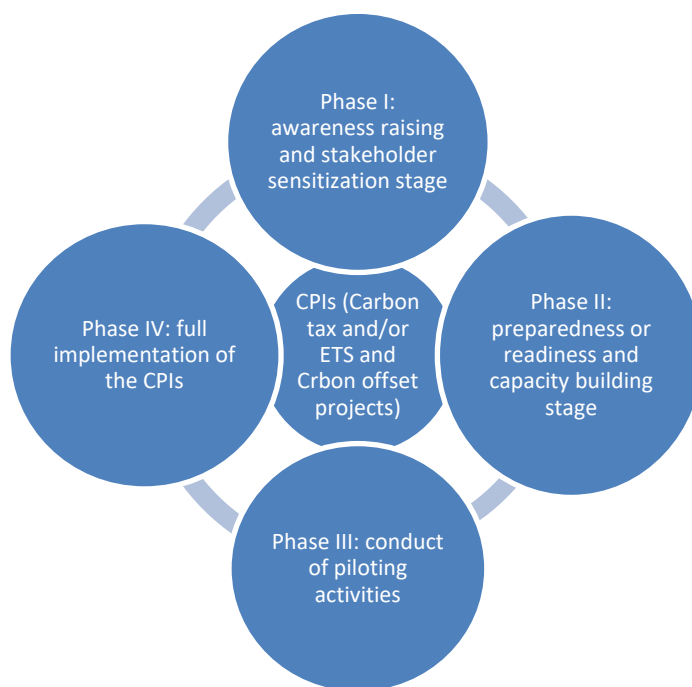 Phase I:
awareness raising
and stakeholder
sensitization stage
Phase II:
preparedness or
readiness and
capacity building
stage
Phase III: conduct
of piloting
activities
Phase IV: full
implementation of
the CPIs
CPIs (Carbon
tax and/or
ETS and
Crbon offset
projects)